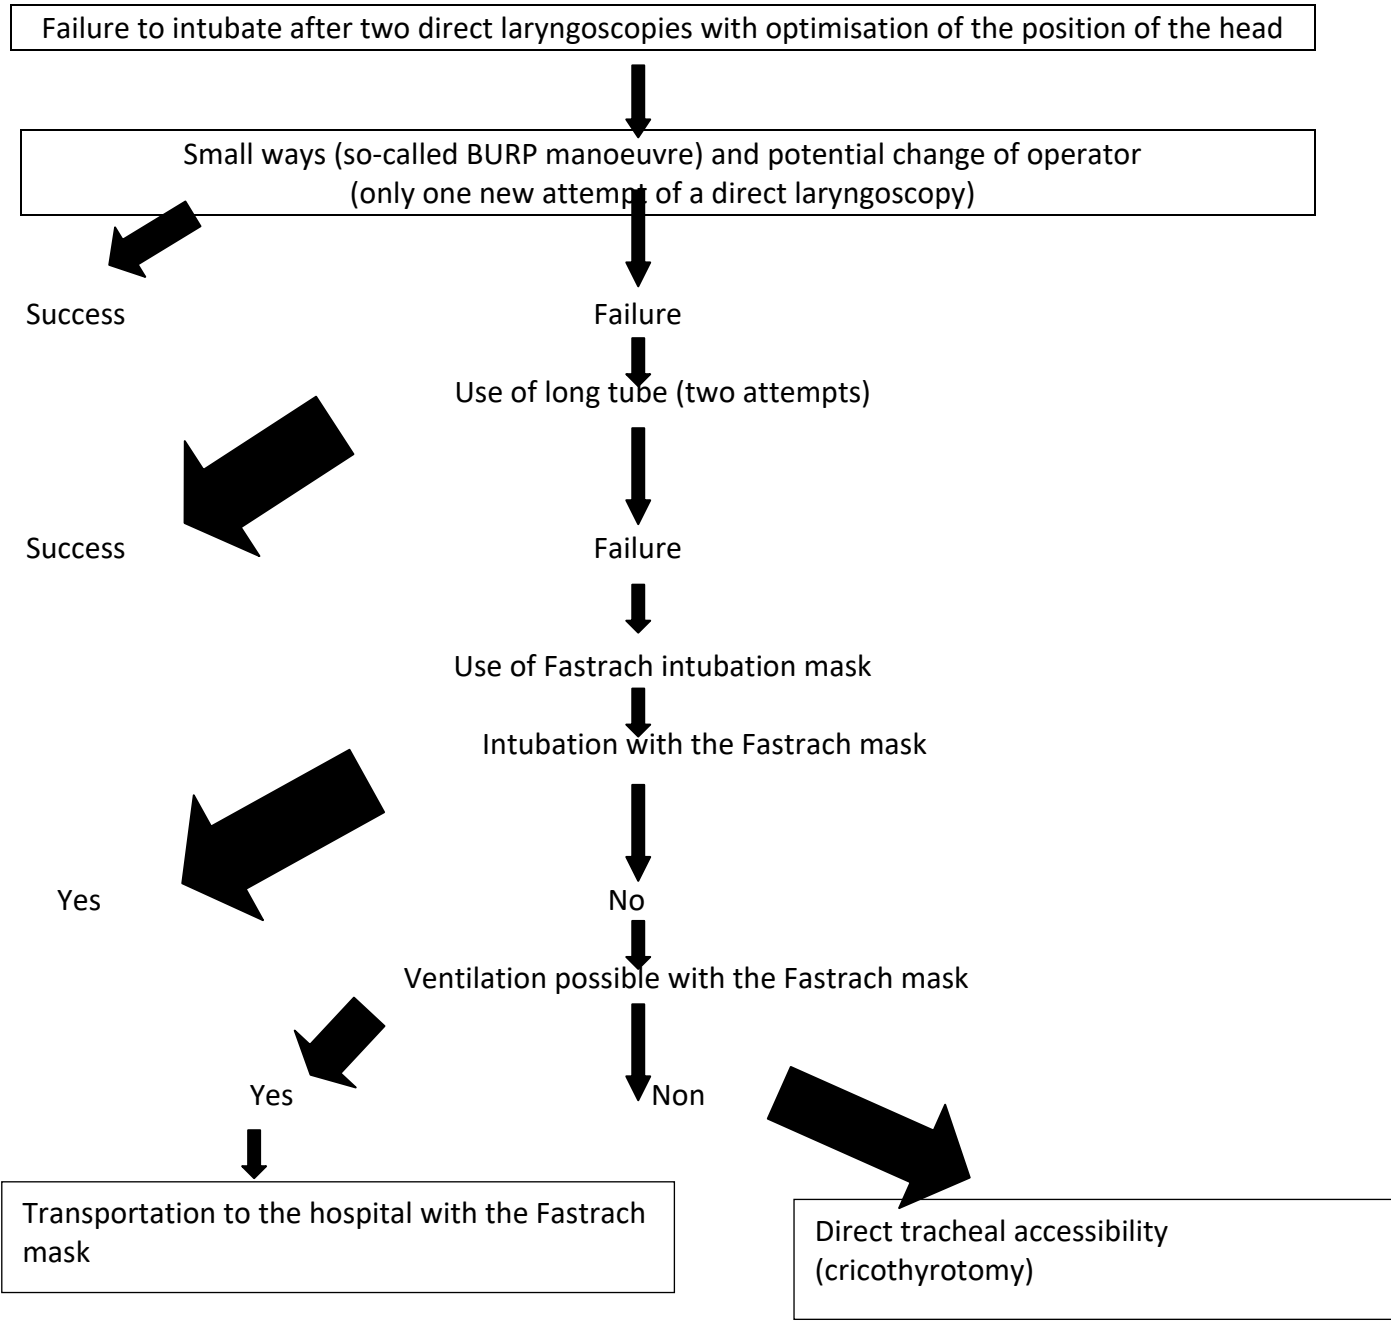 Failure to intubate after two direct laryngoscopies with optimisation of the position of the head
Small ways (so-called BURP manoeuvre) and potential change of operator
(only one new attempt of a direct laryngoscopy)
Success
Failure
Use of long tube (two attempts)
Success
Failure
Use of Fastrach intubation mask
Intubation with the Fastrach mask
Yes
No
Ventilation possible with the Fastrach mask
Yes
Non
Transportation to the hospital with the Fastrach
mask
Direct tracheal accessibility
(cricothyrotomy)